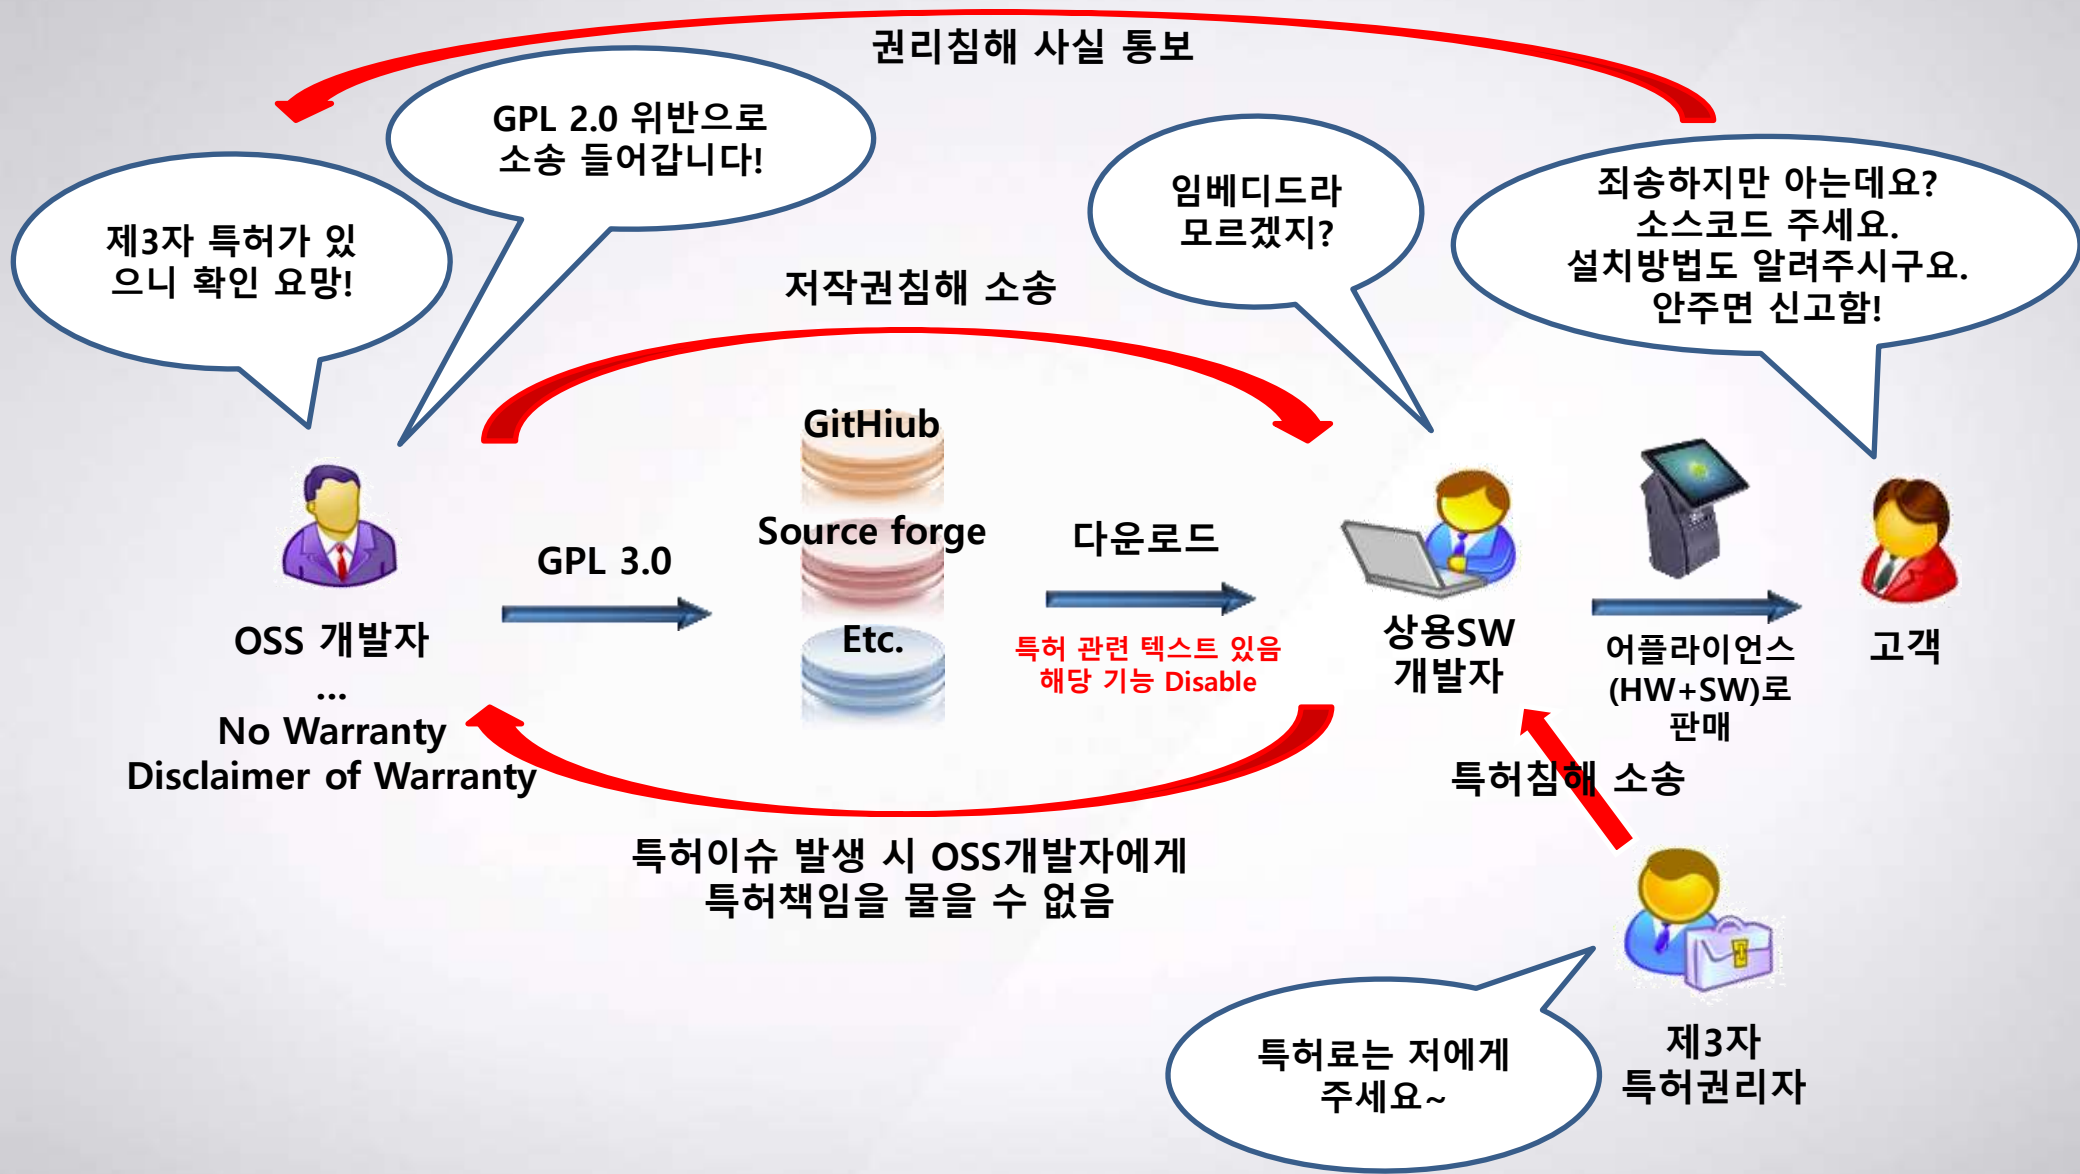 권리침해 사실 통보
GPL 2.0 위반으로
소송 들어갑니다!
제3자 특허가 있
으니 확인 요망!
임베디드라
모르겠지?
죄송하지만 아는데요?
소스코드 주세요.
설치방법도 알려주시구요.
안주면 신고함!
저작권침해 소송
GitHiub
Source forge
Etc.
GPL 3.0
다운로드
특허 관련 텍스트 있음
해당 기능 Disable
OSS 개발자
...
No Warranty
Disclaimer of Warranty
상용SW
개발자
어플라이언스
(HW+SW)로
판매
고객
특허침해 소송
특허이슈 발생 시 OSS개발자에게
특허책임을 물을 수 없음
특허료는 저에게
주세요~
제3자
특허권리자